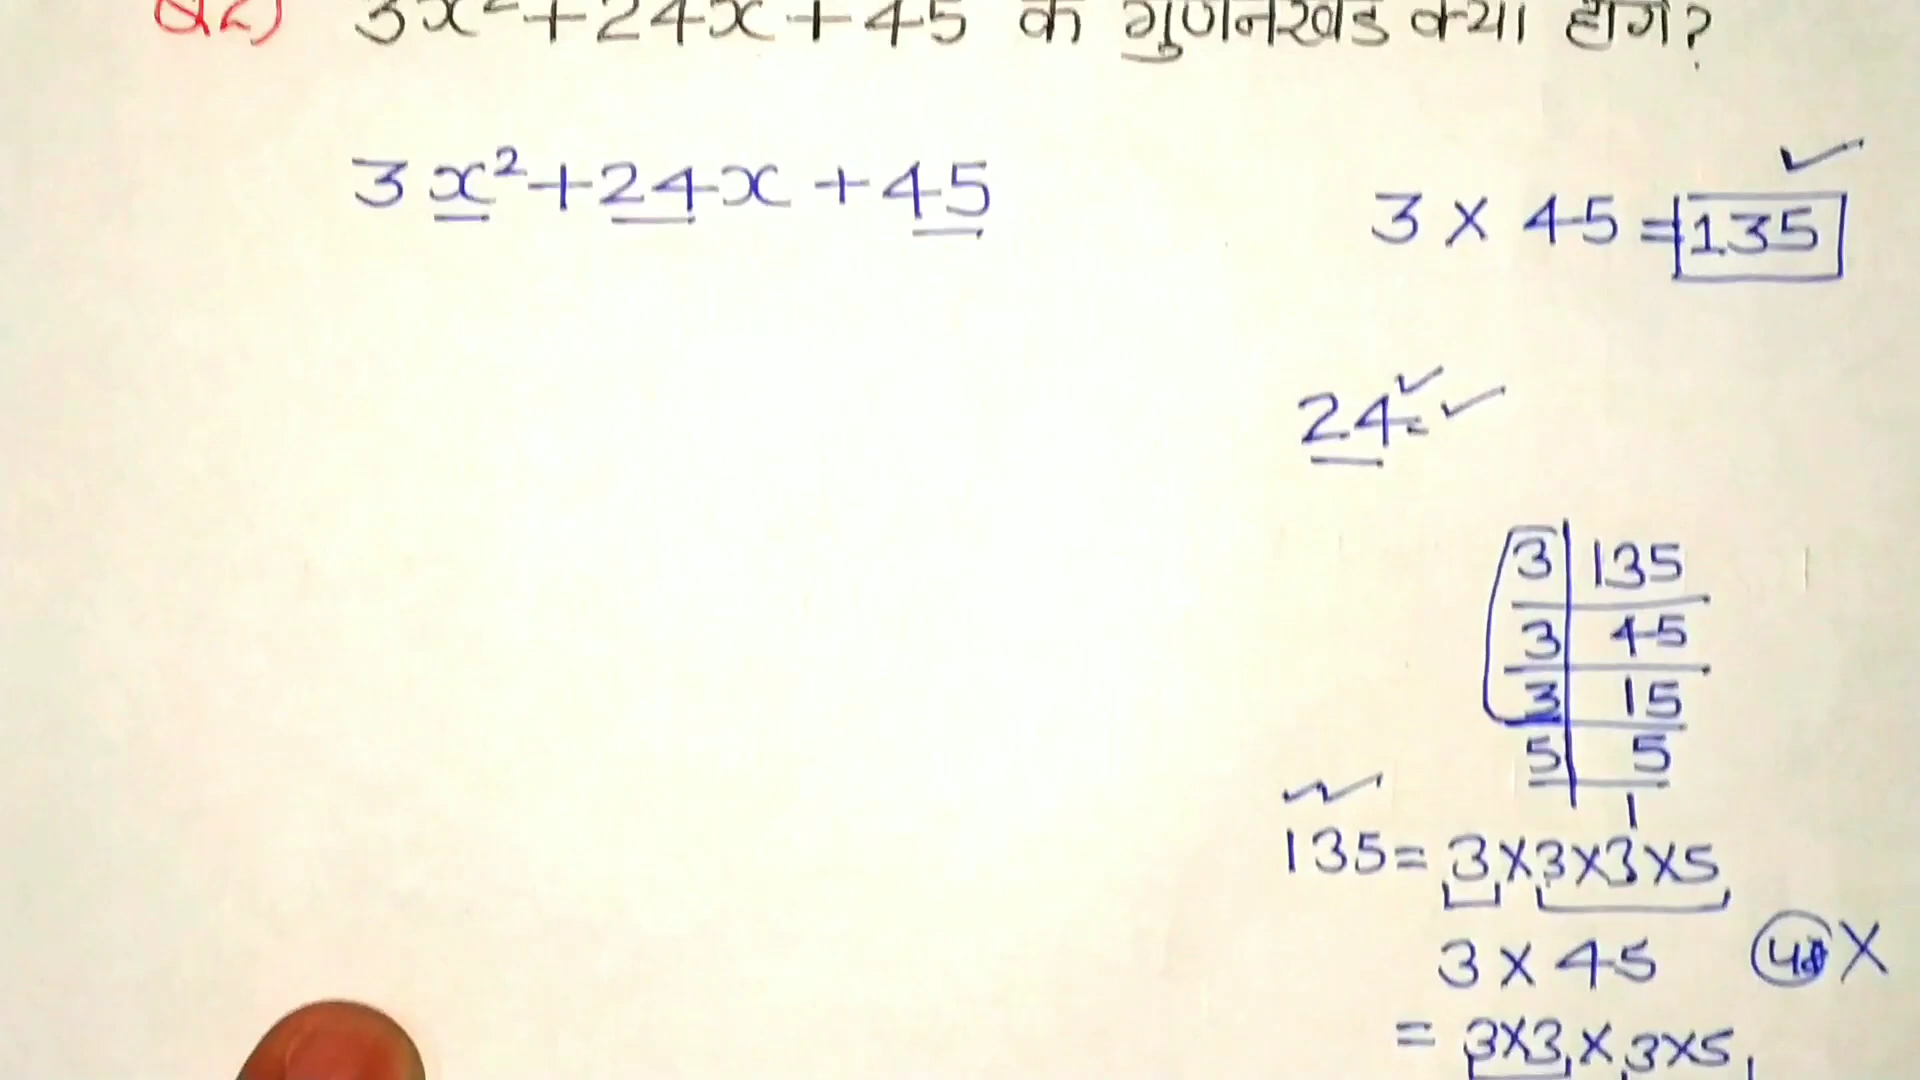 Q2) 3x²+24x+45 के गुणनखंड क्या होंगे?
3x²+24x+45
3 × 45 = 135 ✓
24 ✓✓
3 | 135
3 | 45
3 | 15
5 | 5
1
135 = 3×3×3×5
3 × 45
×
= 3×3×3×5